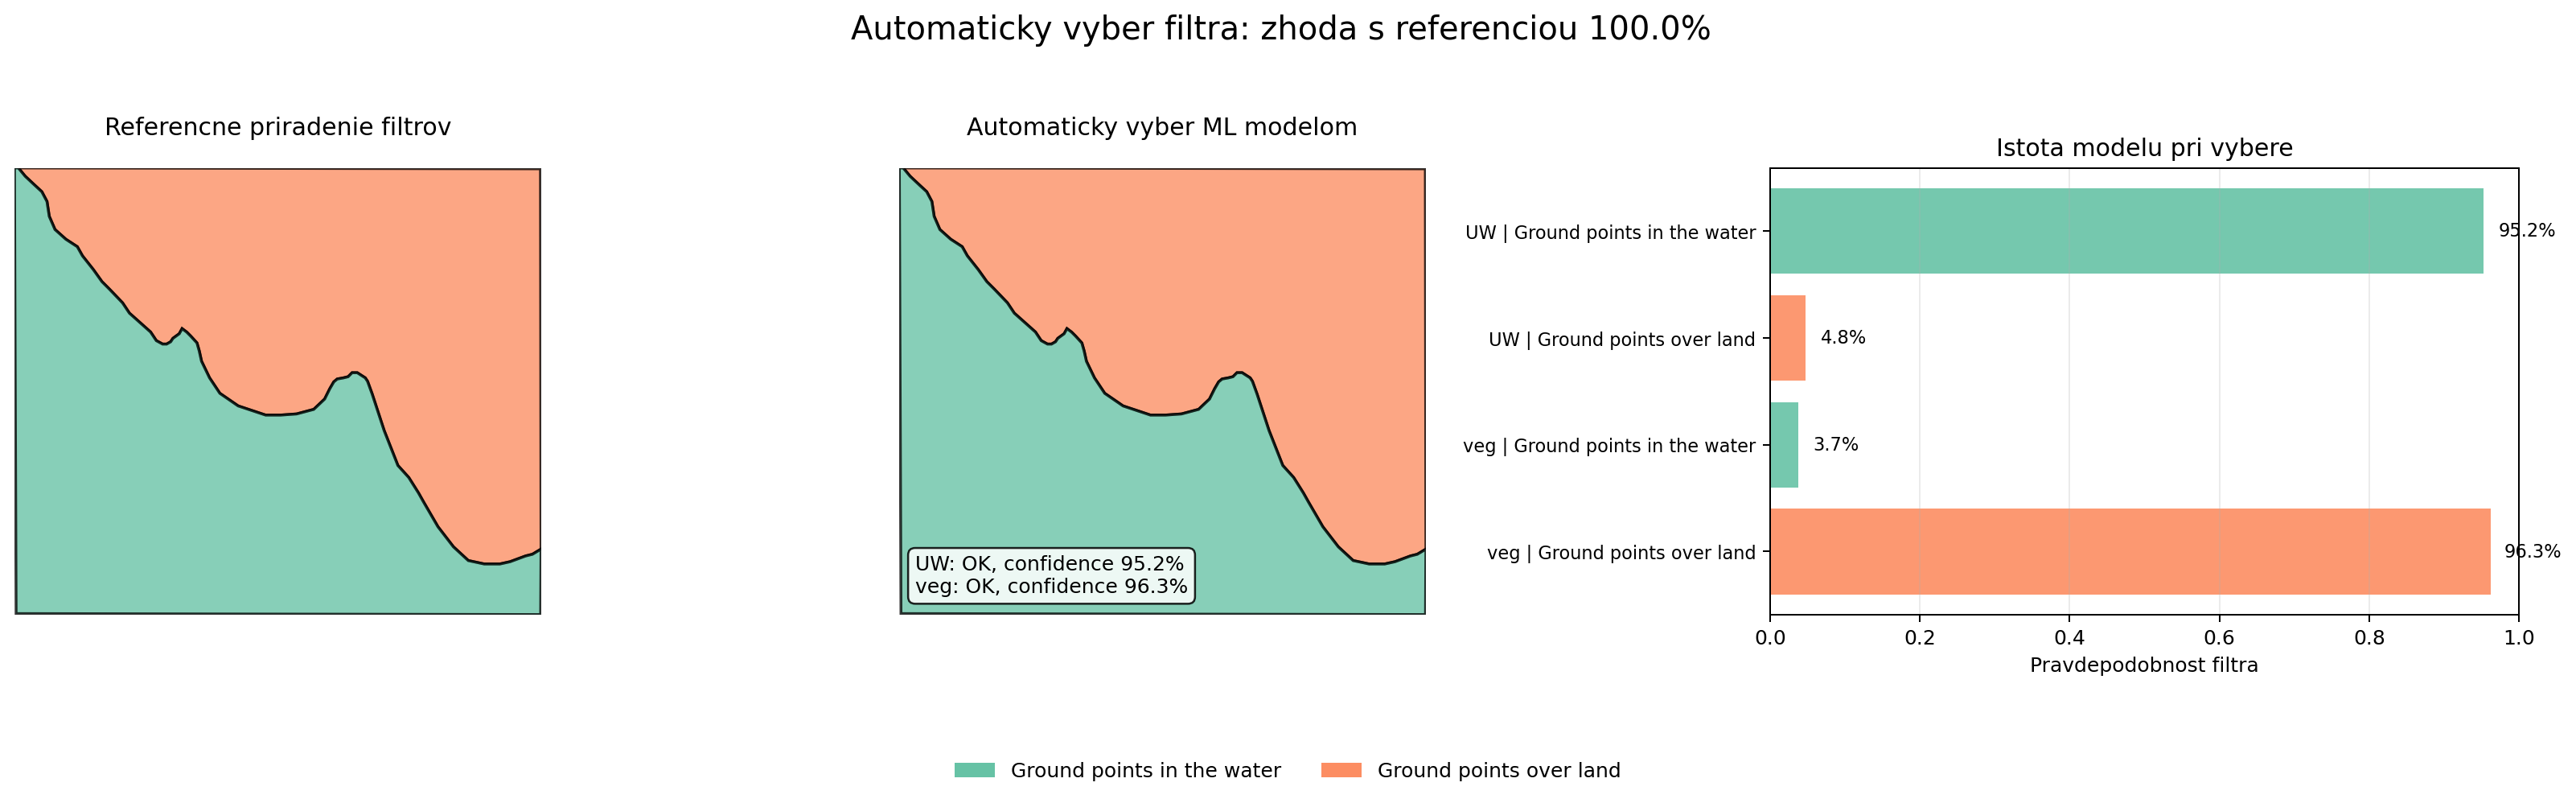 Automaticky vyber filtra: zhoda s referenciou 100.0%
Referencne priradenie filtrov
Automaticky vyber ML modelom
UW: OK, confidence 95.2%
veg: OK, confidence 96.3%
Istota modelu pri vybere
UW | Ground points in the water
95.2%
UW | Ground points over land
4.8%
veg | Ground points in the water
3.7%
veg | Ground points over land
96.3%
0.0 0.2 0.4 0.6 0.8 1.0
Pravdepodobnost filtra
Ground points in the water
Ground points over land